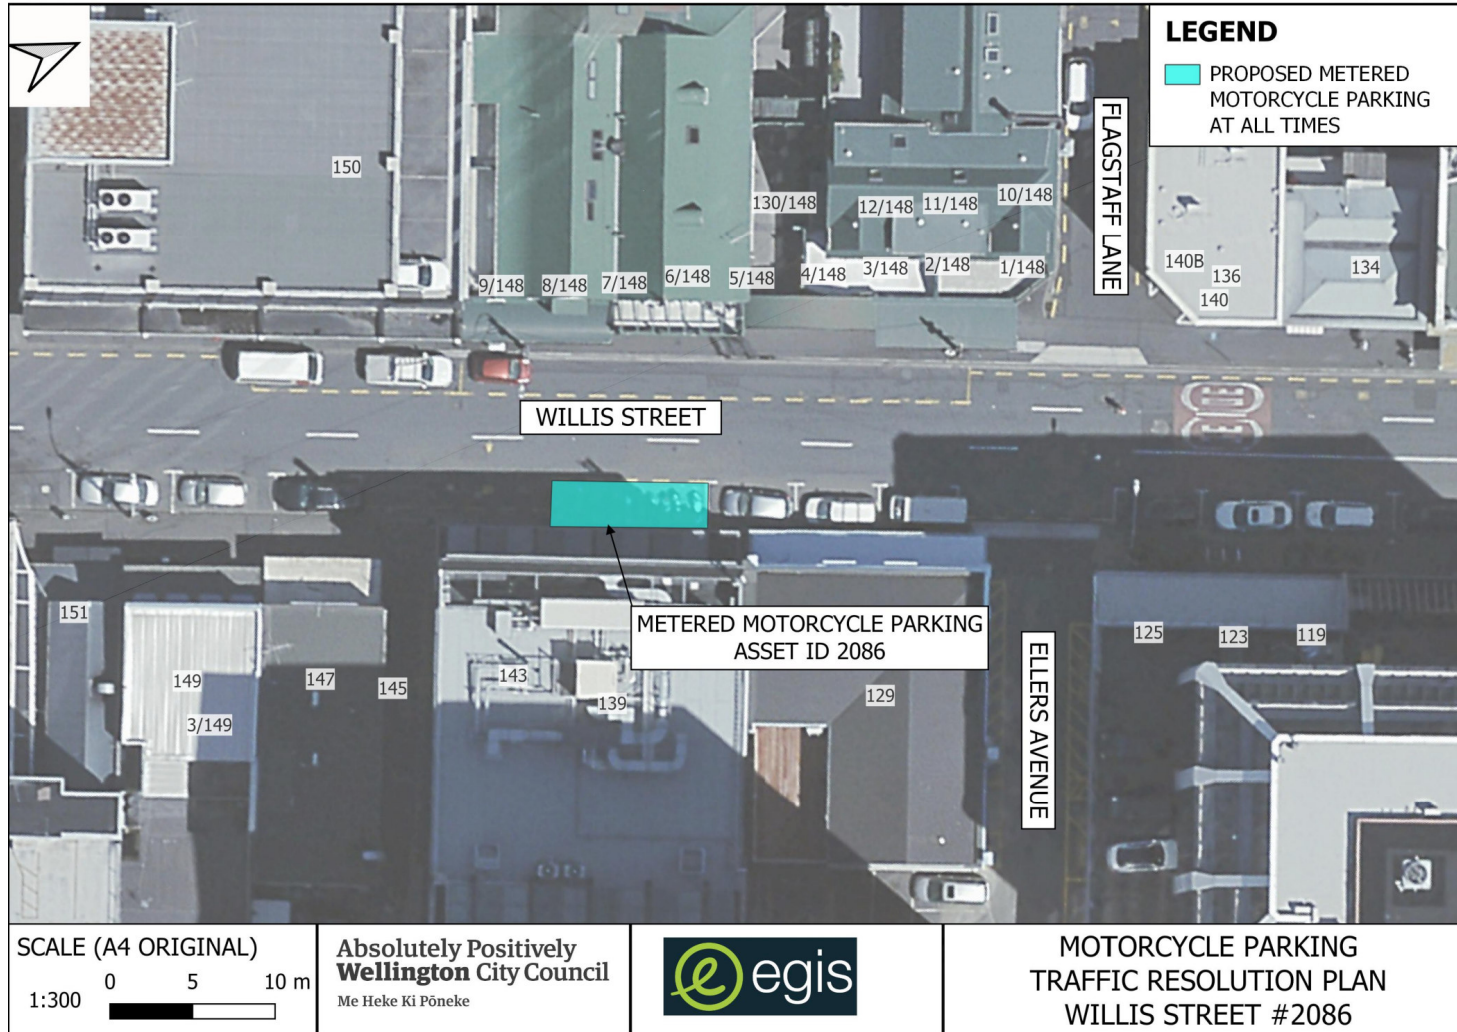 LEGEND
PROPOSED METERED
MOTORCYCLE PARKING
AT ALL TIMES
FLAGSTAFF LANE
150
130/148
12/148
11/148
10/148
9/148
8/148
7/148
6/148
5/148
4/148
3/148
2/148
1/148
140B
136
140
134
WILLIS STREET
METERED MOTORCYCLE PARKING
ASSET ID 2086
ELLERS AVENUE
151
149
3/149
147
145
143
139
129
125
123
119
SCALE (A4 ORIGINAL)
0 5 10 m
1:300
Absolutely Positively
Wellington City Council
Me Heke Ki Pōneke
e egis
MOTORCYCLE PARKING
TRAFFIC RESOLUTION PLAN
WILLIS STREET #2086